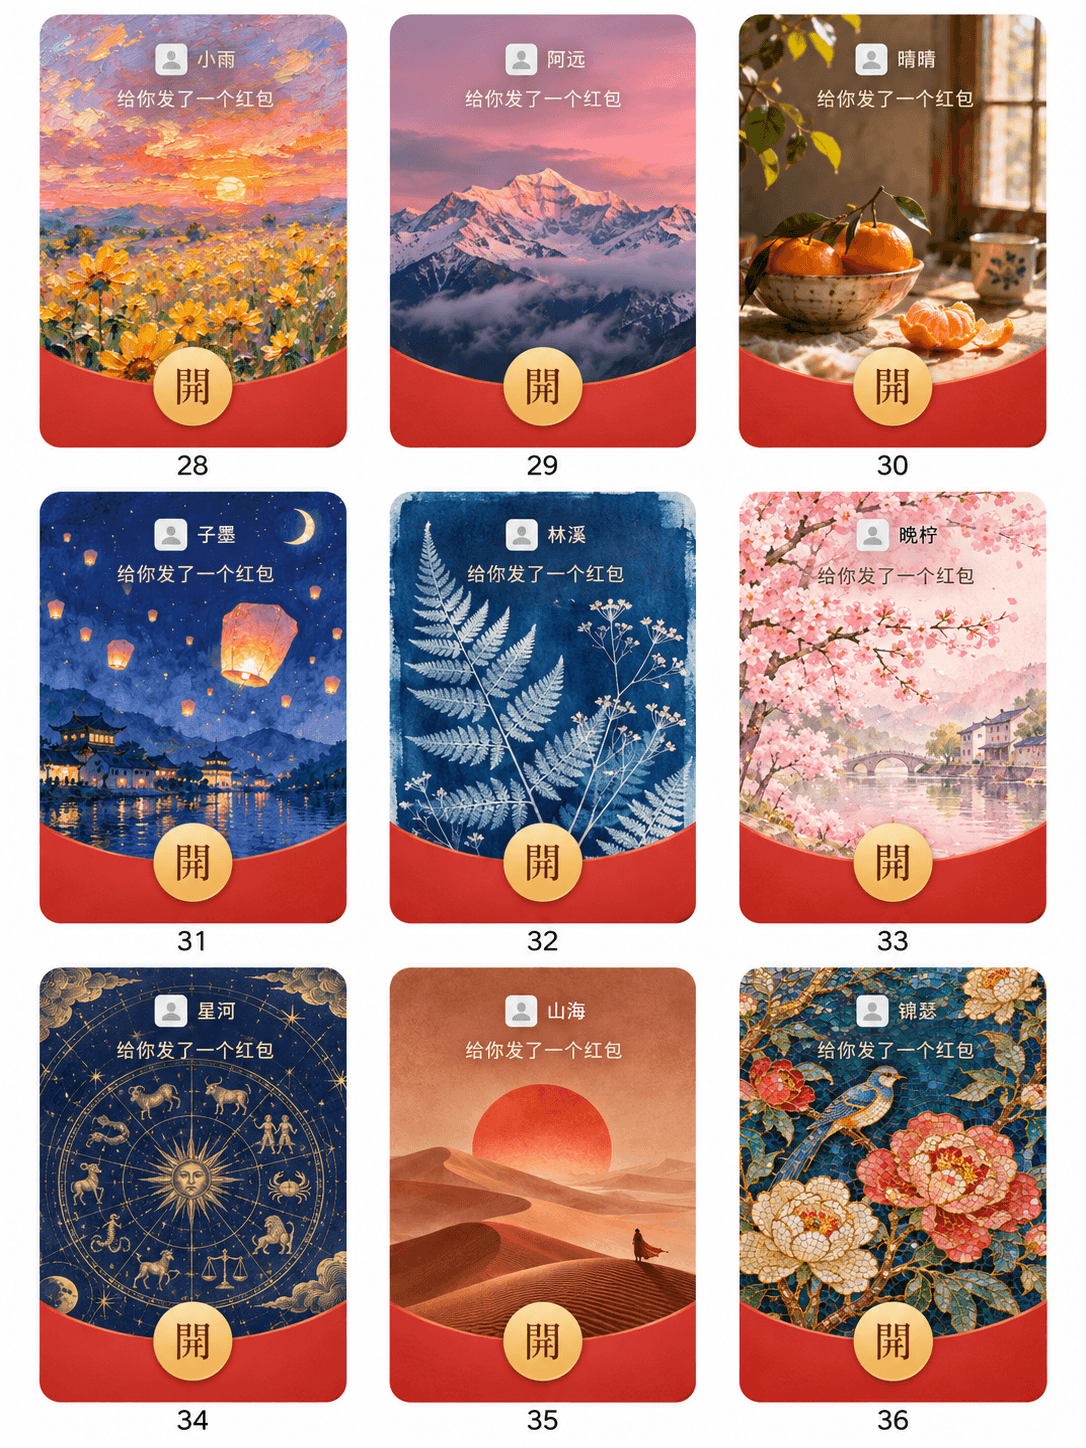 小雨
给你发了一个红包
開
28
阿远
给你发了一个红包
開
29
晴晴
给你发了一个红包
開
30
子墨
给你发了一个红包
開
31
林溪
给你发了一个红包
開
32
晚柠
给你发了一个红包
開
33
星河
给你发了一个红包
開
34
山海
给你发了一个红包
開
35
锦瑟
给你发了一个红包
開
36